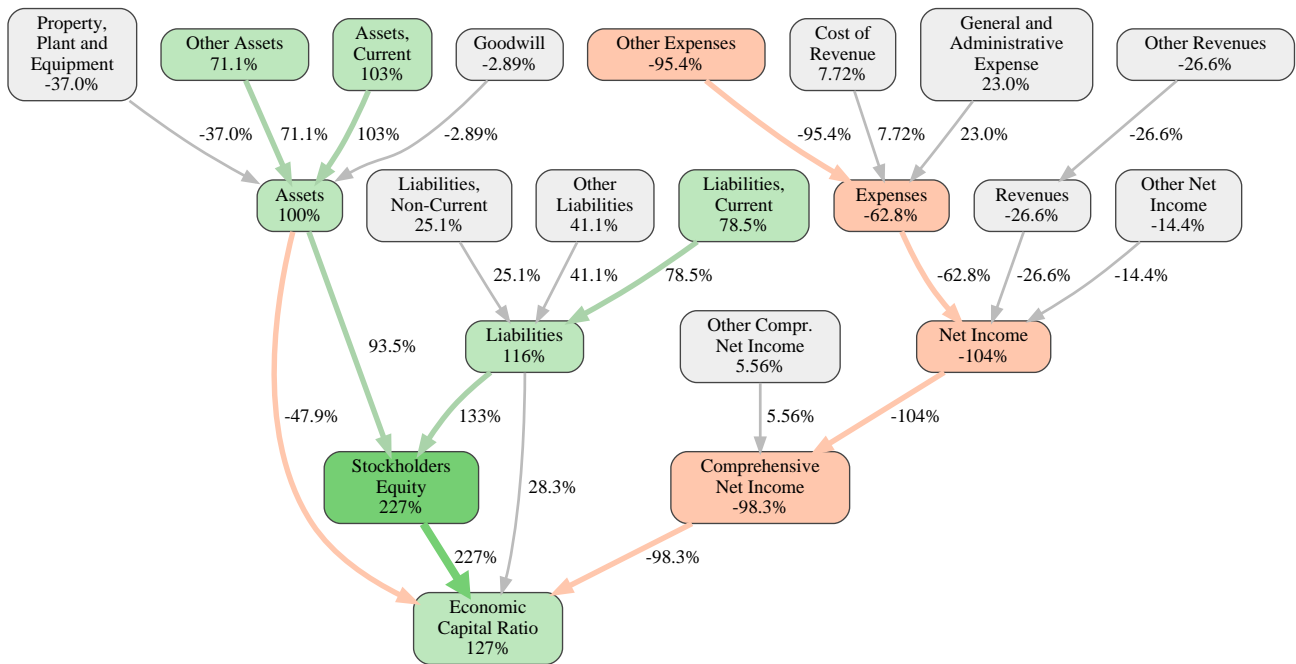 Property,
Plant and
Equipment
-37.0%
Other Assets
71.1%
Assets,
Current
103%
Goodwill
-2.89%
Other Expenses
-95.4%
Cost of
Revenue
7.72%
General and
Administrative
Expense
23.0%
Other Revenues
-26.6%
-37.0%
71.1%
103%
-2.89%
-95.4%
7.72%
23.0%
-26.6%
Assets
100%
Liabilities,
Non-Current
25.1%
Other
Liabilities
41.1%
Liabilities,
Current
78.5%
Expenses
-62.8%
Revenues
-26.6%
Other Net
Income
-14.4%
25.1%
41.1%
78.5%
-62.8%
-26.6%
-14.4%
93.5%
Liabilities
116%
Other Compr.
Net Income
5.56%
Net Income
-104%
-47.9%
133%
5.56%
-104%
Stockholders
Equity
227%
28.3%
Comprehensive
Net Income
-98.3%
227%
-98.3%
Economic
Capital Ratio
127%